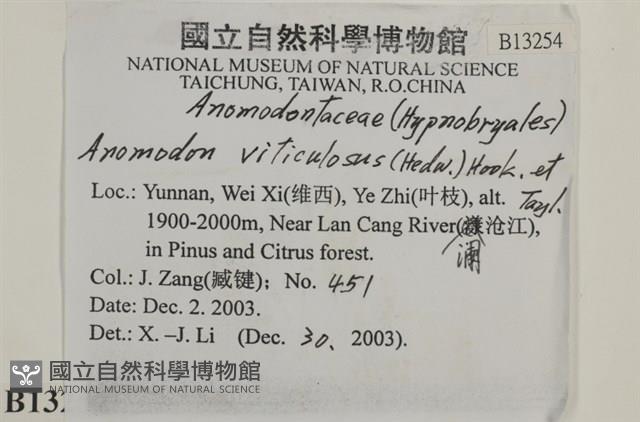 國立自然科學博物館
B13254
NATIONAL MUSEUM OF NATURAL SCIENCE
TAICHUNG, TAIWAN, R.O.CHINA
Anomodontaceae (Hypnobryales)
Anomodon viticulosus (Hedw.) Hook. et Tayl.
Loc.: Yunnan, Wei Xi(维西), Ye Zhi(叶枝), alt.
1900-2000m, Near Lan Cang River(沧江),
澜
in Pinus and Citrus forest.
Col.: J. Zang(臧键); No. 451
Date: Dec. 2. 2003.
Det.: X. –J. Li (Dec. 30、 2003).
國立自然科學博物館
NATIONAL MUSEUM OF NATURAL SCIENCE